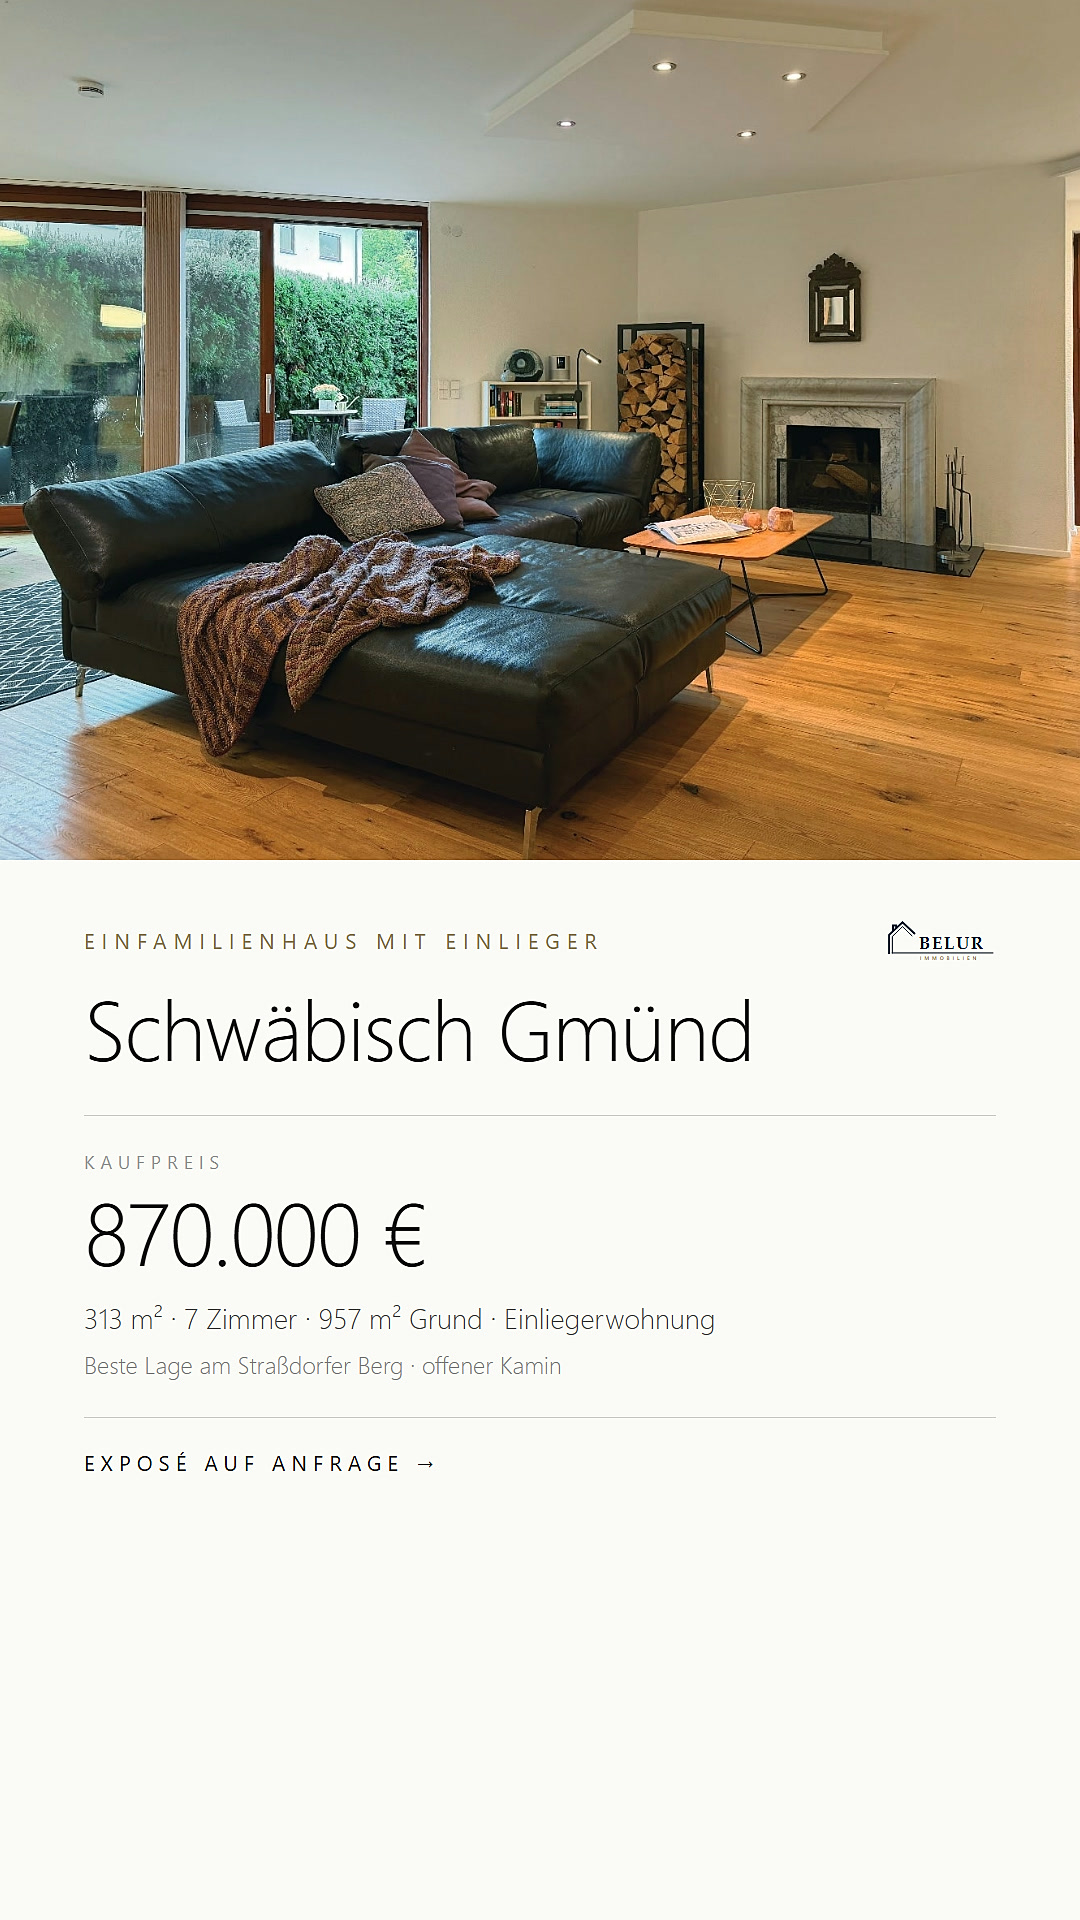 EINFAMILIENHAUS MIT EINLIEGER
BELUR
IMMOBILIEN
Schwäbisch Gmünd
KAUFPREIS
870.000 €
313 m² · 7 Zimmer · 957 m² Grund · Einliegerwohnung
Beste Lage am Straßdorfer Berg · offener Kamin
EXPOSÉ AUF ANFRAGE →